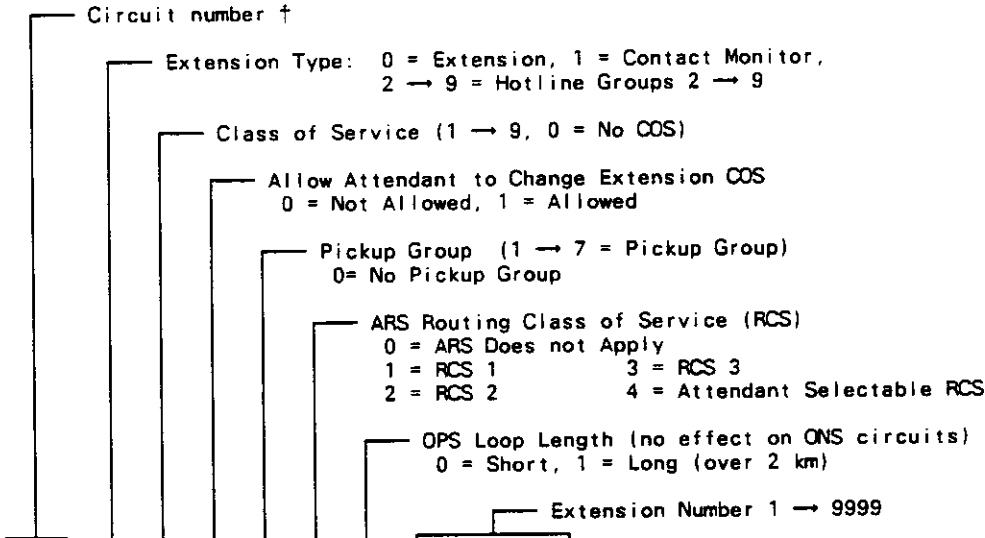 Circuit number †
Extension Type: 0 = Extension, 1 = Contact Monitor,
2 → 9 = Hotline Groups 2 → 9
Class of Service (1 → 9, 0 = No COS)
Allow Attendant to Change Extension COS
0 = Not Allowed, 1 = Allowed
Pickup Group (1 → 7 = Pickup Group)
0= No Pickup Group
ARS Routing Class of Service (RCS)
0 = ARS Does not Apply
1 = RCS 1 3 = RCS 3
2 = RCS 2 4 = Attendant Selectable RCS
OPS Loop Length (no effect on ONS circuits)
0 = Short, 1 = Long (over 2 km)
Extension Number 1 → 9999